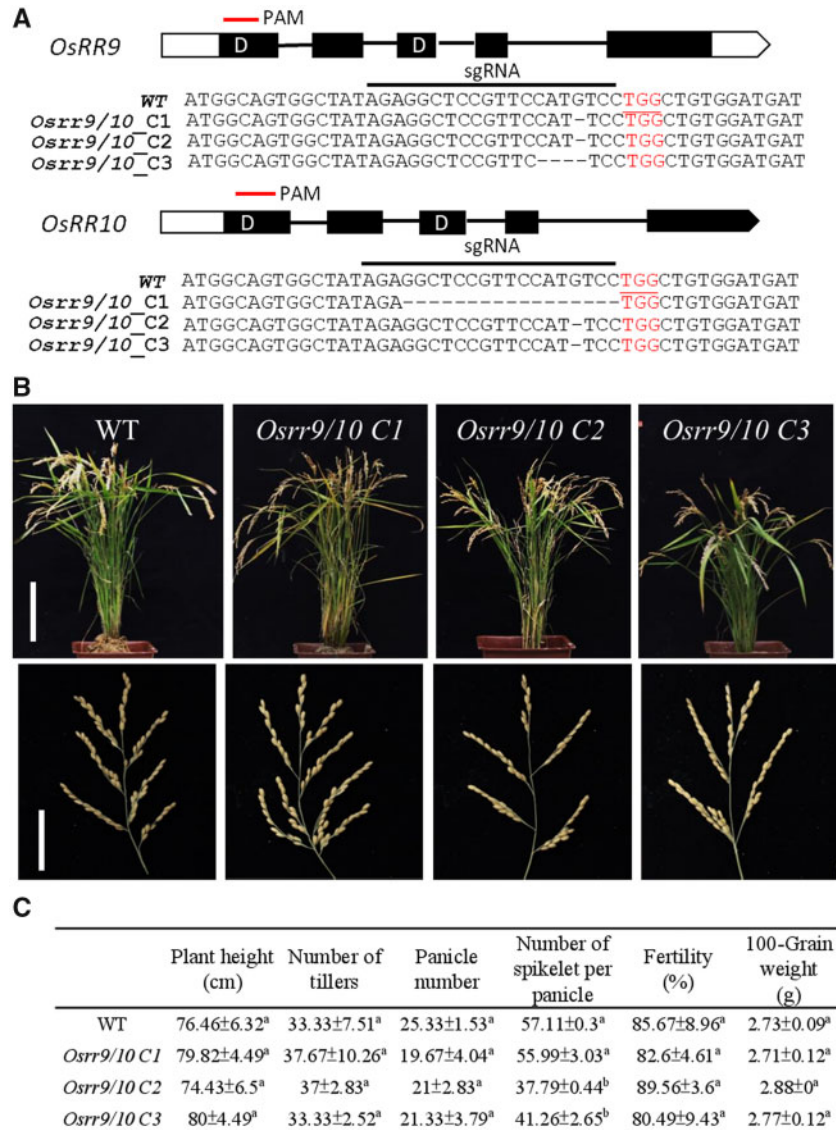 A
PAM
OsRR9
D D
sgRNA
WT ATGGCAGTGGCTATAGAGGCTCCGTTCCATGTCCTGGCTGTGGATGAT
Osrr9/10_C1 ATGGCAGTGGCTATAGAGGCTCCGTTCCAT-TCCTGGCTGTGGATGAT
Osrr9/10_C2 ATGGCAGTGGCTATAGAGGCTCCGTTCCAT-TCCTGGCTGTGGATGAT
Osrr9/10_C3 ATGGCAGTGGCTATAGAGGCTCCGTTC----TCCTGGCTGTGGATGAT
PAM
OsRR10
D D
sgRNA
WT ATGGCAGTGGCTATAGAGGCTCCGTTCCATGTCCTGGCTGTGGATGAT
Osrr9/10_C1 ATGGCAGTGGCTATAGA-----------------TGGCTGTGGATGAT
Osrr9/10_C2 ATGGCAGTGGCTATAGAGGCTCCGTTCCAT-TCCTGGCTGTGGATGAT
Osrr9/10_C3 ATGGCAGTGGCTATAGAGGCTCCGTTCCAT-TCCTGGCTGTGGATGAT
B
WT Osrr9/10 C1 Osrr9/10 C2 Osrr9/10 C3
C
Plant height (cm) Number of tillers Panicle number Number of spikelet per panicle Fertility (%) 100-Grain weight (g)
WT 76.46±6.32a 33.33±7.51a 25.33±1.53a 57.11±0.3a 85.67±8.96a 2.73±0.09a
Osrr9/10 C1 79.82±4.49a 37.67±10.26a 19.67±4.04a 55.99±3.03a 82.6±4.61a 2.71±0.12a
Osrr9/10 C2 74.43±6.5a 37±2.83a 21±2.83a 37.79±0.44b 89.56±3.6a 2.88±0a
Osrr9/10 C3 80±4.49a 33.33±2.52a 21.33±3.79a 41.26±2.65b 80.49±9.43a 2.77±0.12a